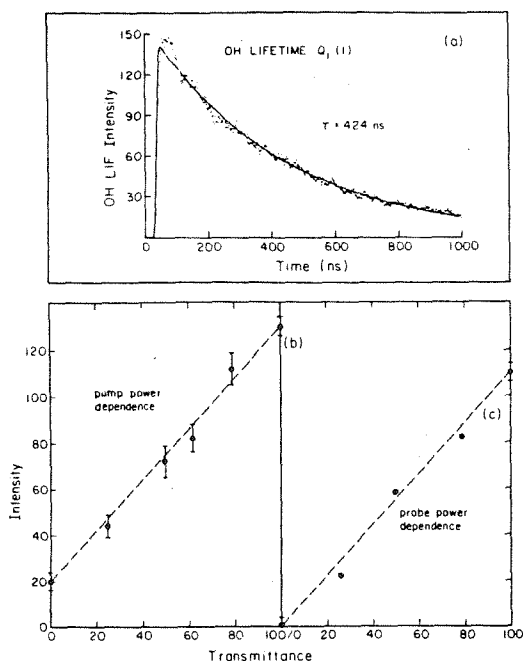 OH LIFETIME Q₁ (1)
(a)
τ = 424 ns
OH LIF Intensity
150
120
90
60
30
0
200
400
600
800
1000
Time (ns)
(b)
pump power
dependence
(c)
probe power
dependence
Intensity
120
100
80
60
40
20
0
0
20
40
60
80
100/0
20
40
60
80
100
Transmittance